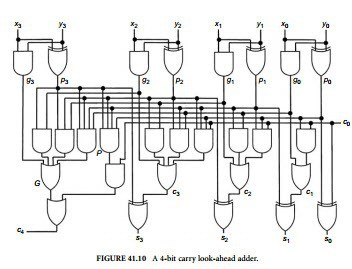 x3 y3 x2 y2 x1 y1 x0 y0
g3 p3 g2 p2 g1 p1 g0 p0
c0
P
G c3 c2 c1
c4
s3 s2 s1 s0
FIGURE 41.10 A 4-bit carry look-ahead adder.